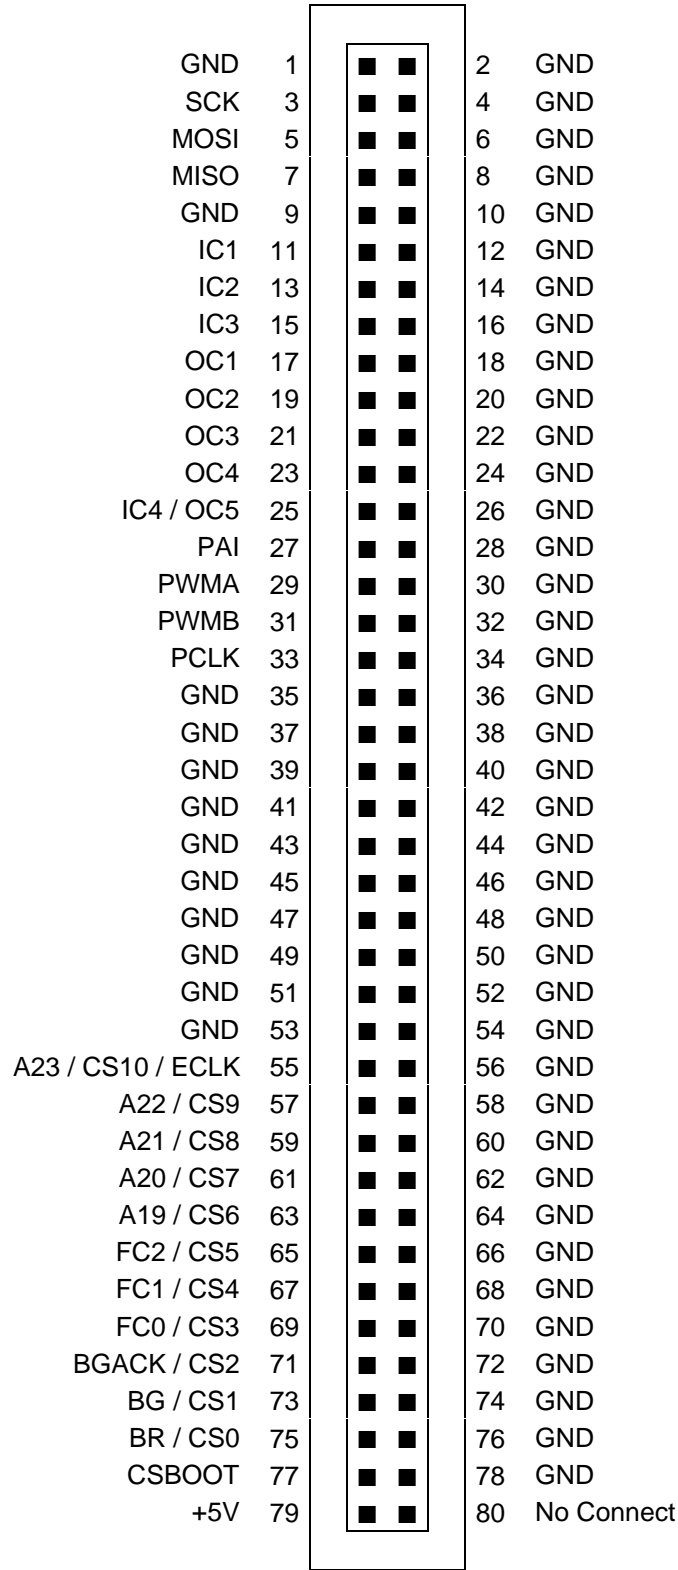 GND 1 2 GND
SCK 3 4 GND
MOSI 5 6 GND
MISO 7 8 GND
GND 9 10 GND
IC1 11 12 GND
IC2 13 14 GND
IC3 15 16 GND
OC1 17 18 GND
OC2 19 20 GND
OC3 21 22 GND
OC4 23 24 GND
IC4 / OC5 25 26 GND
PAI 27 28 GND
PWMA 29 30 GND
PWMB 31 32 GND
PCLK 33 34 GND
GND 35 36 GND
GND 37 38 GND
GND 39 40 GND
GND 41 42 GND
GND 43 44 GND
GND 45 46 GND
GND 47 48 GND
GND 49 50 GND
GND 51 52 GND
GND 53 54 GND
A23 / CS10 / ECLK 55 56 GND
A22 / CS9 57 58 GND
A21 / CS8 59 60 GND
A20 / CS7 61 62 GND
A19 / CS6 63 64 GND
FC2 / CS5 65 66 GND
FC1 / CS4 67 68 GND
FC0 / CS3 69 70 GND
BGACK / CS2 71 72 GND
BG / CS1 73 74 GND
BR / CS0 75 76 GND
CSBOOT 77 78 GND
+5V 79 80 No Connect